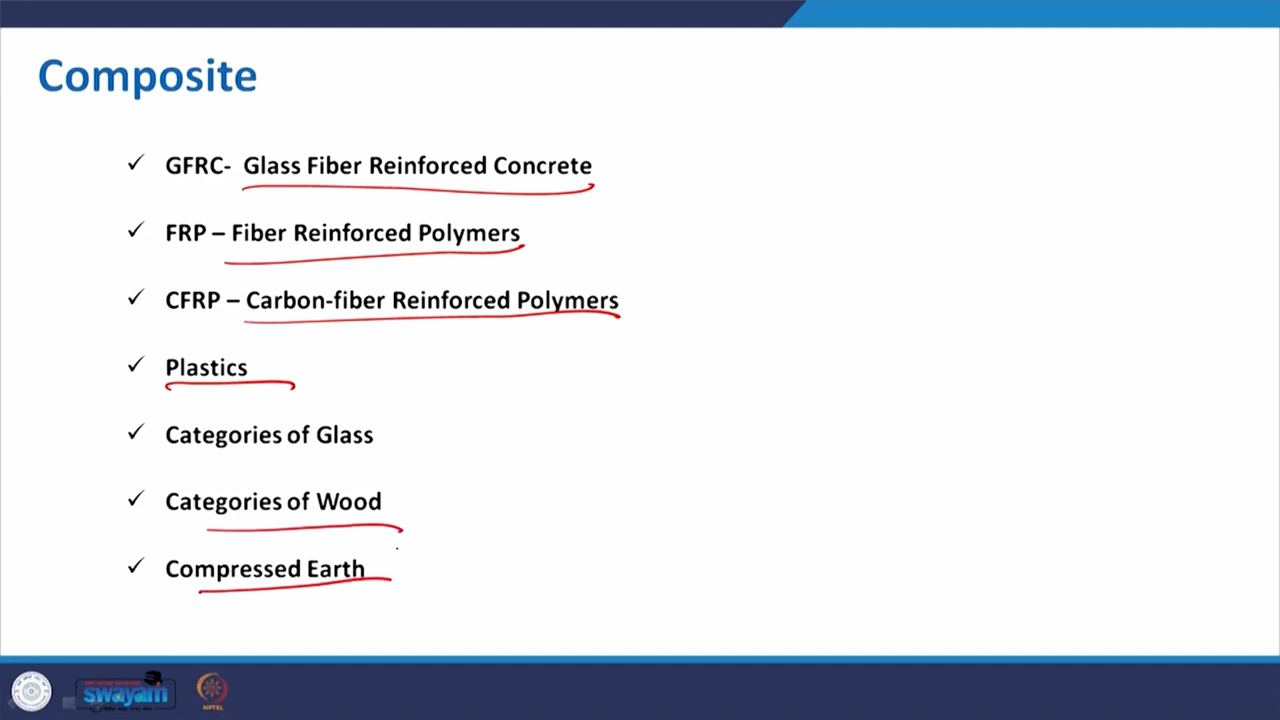 Composite
✓ GFRC- Glass Fiber Reinforced Concrete
✓ FRP – Fiber Reinforced Polymers
✓ CFRP – Carbon-fiber Reinforced Polymers
✓ Plastics
✓ Categories of Glass
✓ Categories of Wood
✓ Compressed Earth
swayam
NPTEL